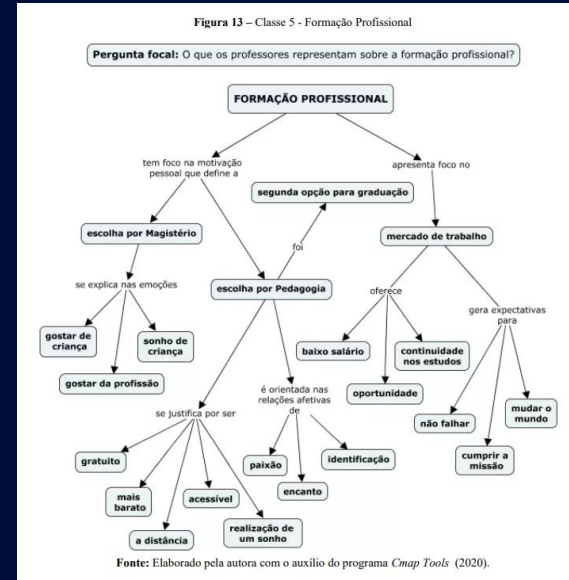 Figura 13 – Classe 5 - Formação Profissional
Pergunta focal: O que os professores representam sobre a formação profissional?
FORMAÇÃO PROFISSIONAL
tem foco na motivação
pessoal que define a
apresenta foco no
segunda opção para graduação
escolha por Magistério
mercado de trabalho
foi
se explica nas emoções
escolha por Pedagogia
oferece
gera expectativas
para
gostar de
criança
sonho de
criança
gostar da profissão
baixo salário
continuidade
nos estudos
oportunidade
não falhar
mudar o
mundo
cumprir a
missão
se justifica por ser
é orientada nas
relações afetivas
de
gratuito
mais
barato
a distância
acessível
realização de
um sonho
paixão
encanto
identificação
Fonte: Elaborado pela autora com o auxilio do programa Cmap Tools (2020).